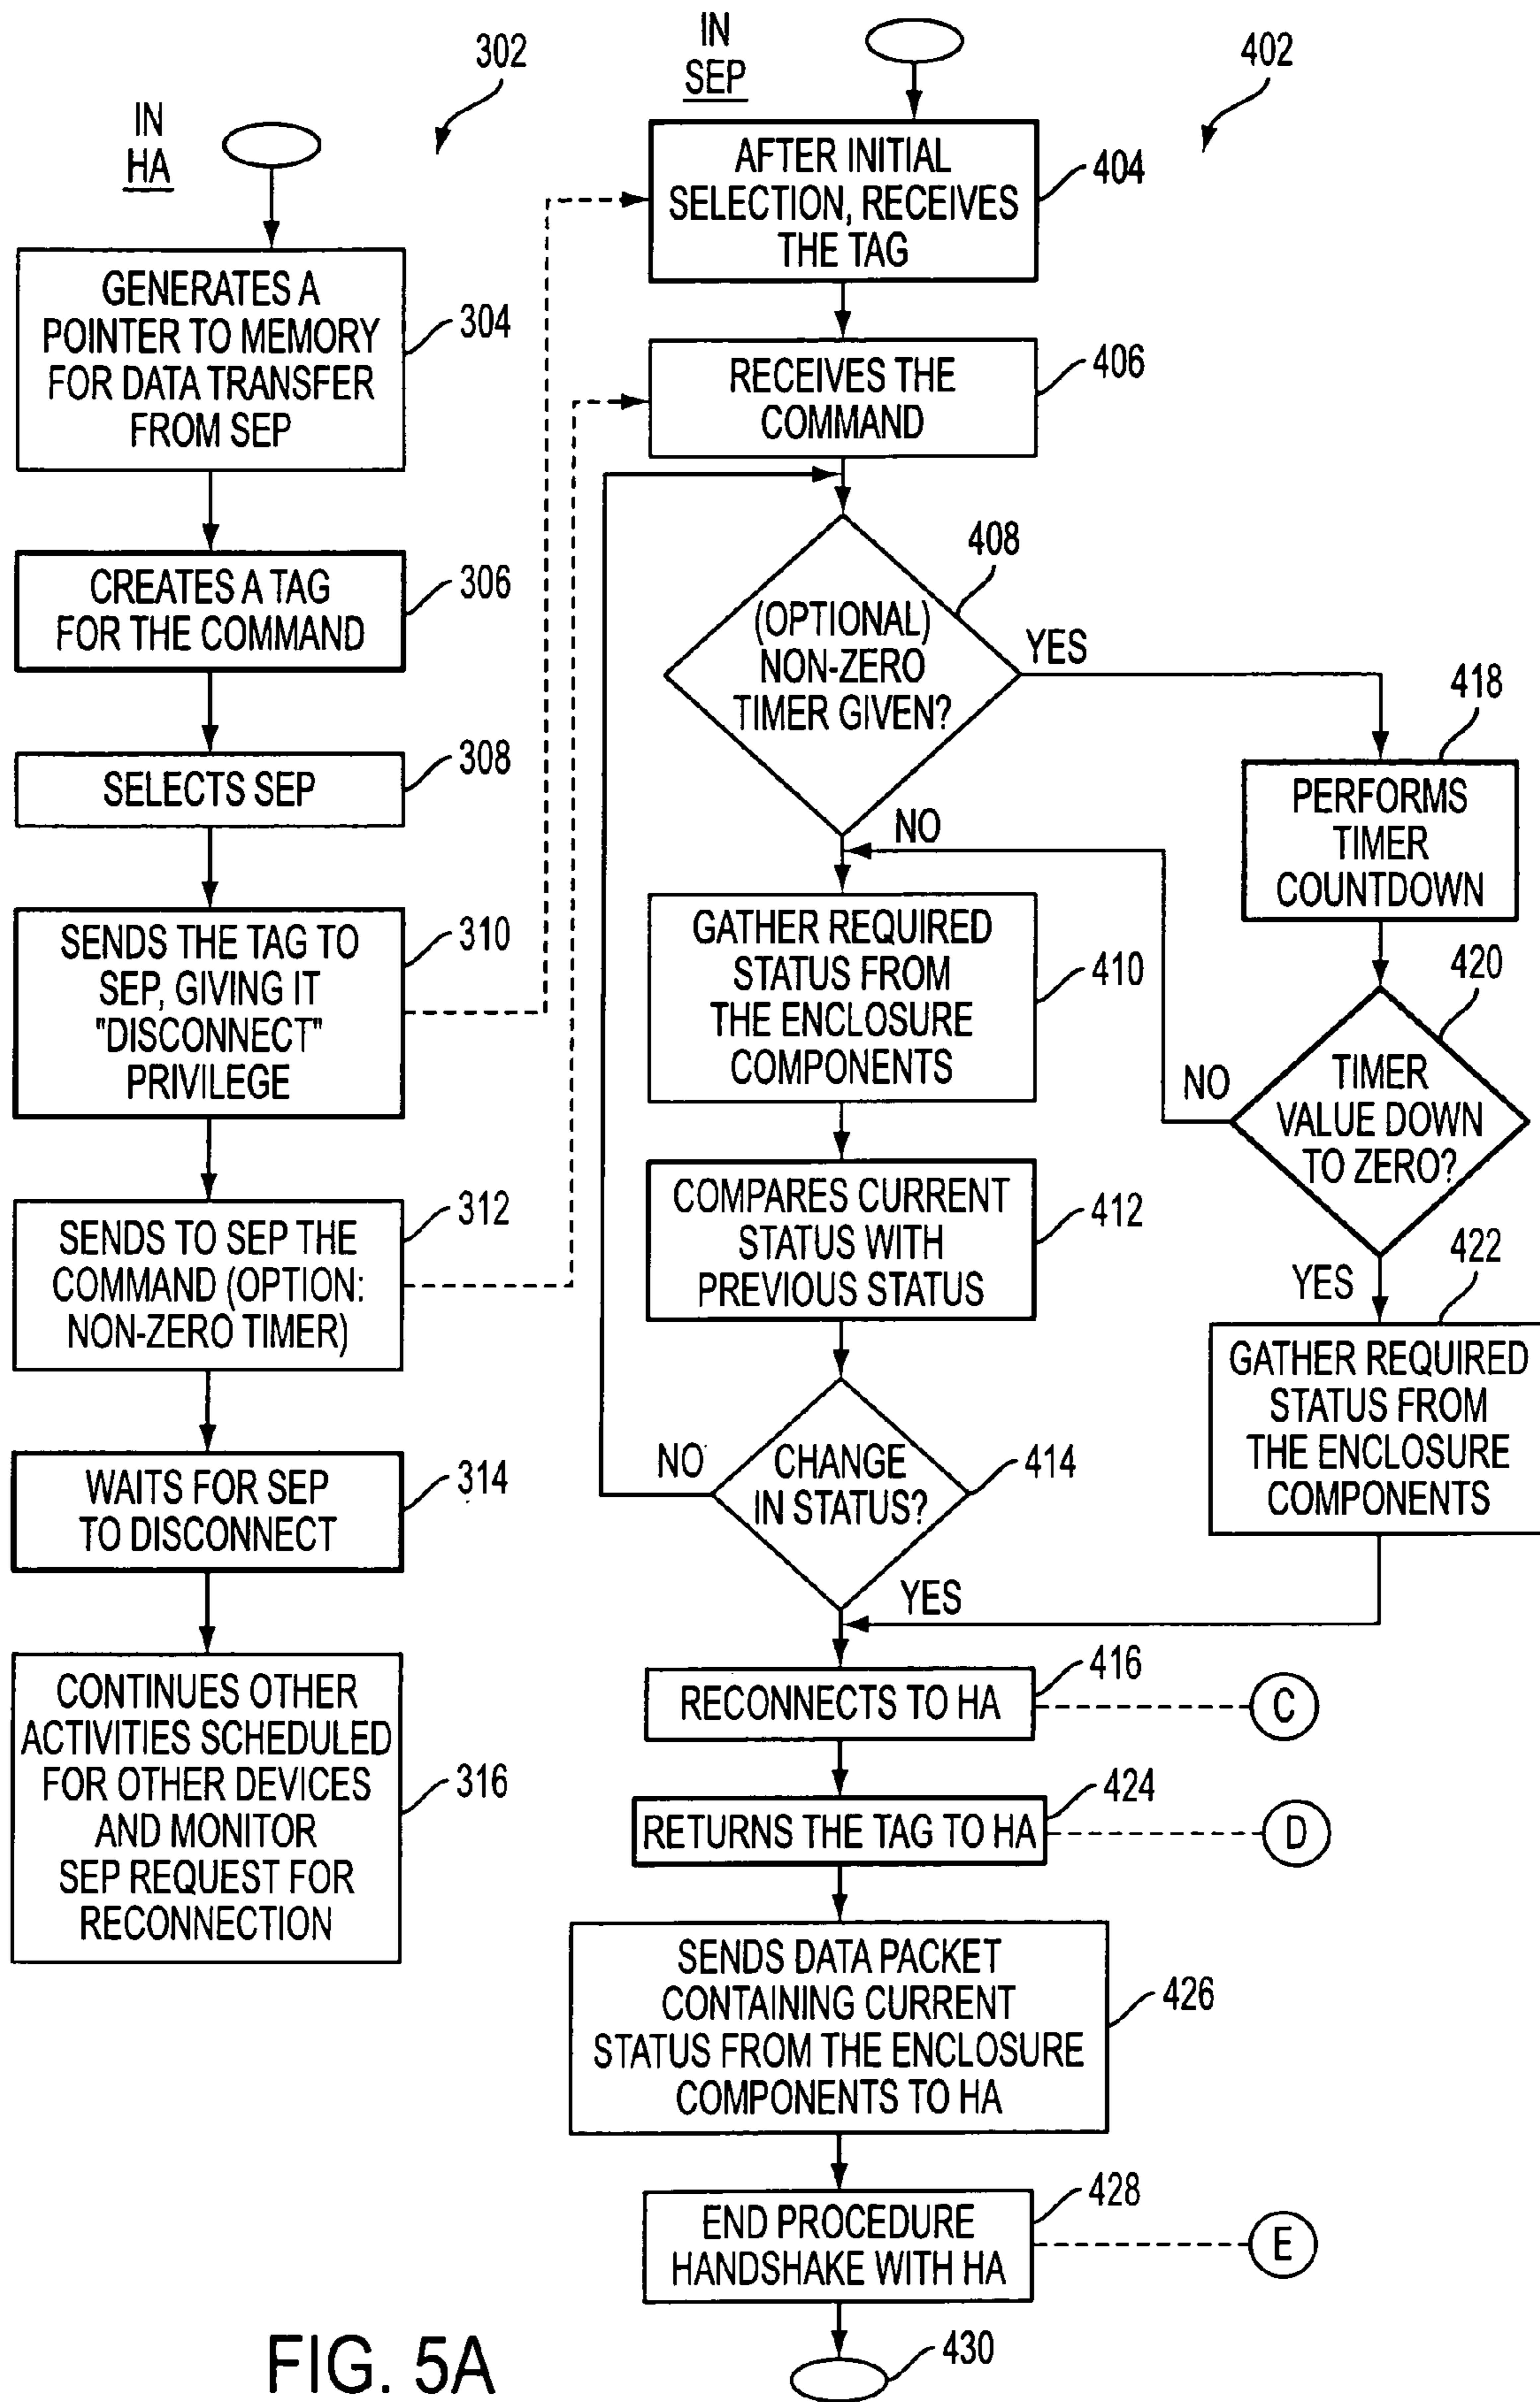 IN
HA
302
GENERATES A
POINTER TO MEMORY
FOR DATA TRANSFER
FROM SEP
304
CREATES A TAG
FOR THE COMMAND
306
SELECTS SEP
308
SENDS THE TAG TO
SEP, GIVING IT
"DISCONNECT"
PRIVILEGE
310
SENDS TO SEP THE
COMMAND (OPTION:
NON-ZERO TIMER)
312
WAITS FOR SEP
TO DISCONNECT
314
CONTINUES OTHER
ACTIVITIES SCHEDULED
FOR OTHER DEVICES
AND MONITOR
SEP REQUEST FOR
RECONNECTION
316
IN
SEP
402
AFTER INITIAL
SELECTION, RECEIVES
THE TAG
404
RECEIVES THE
COMMAND
406
(OPTIONAL)
NON-ZERO
TIMER GIVEN?
408
YES
NO
GATHER REQUIRED
STATUS FROM
THE ENCLOSURE
COMPONENTS
410
COMPARES CURRENT
STATUS WITH
PREVIOUS STATUS
412
CHANGE
IN STATUS?
414
NO
YES
PERFORMS
TIMER
COUNTDOWN
418
TIMER
VALUE DOWN
TO ZERO?
420
NO
YES
GATHER REQUIRED
STATUS FROM
THE ENCLOSURE
COMPONENTS
422
RECONNECTS TO HA
416
C
RETURNS THE TAG TO HA
424
D
SENDS DATA PACKET
CONTAINING CURRENT
STATUS FROM THE ENCLOSURE
COMPONENTS TO HA
426
END PROCEDURE
HANDSHAKE WITH HA
428
E
430
FIG. 5A